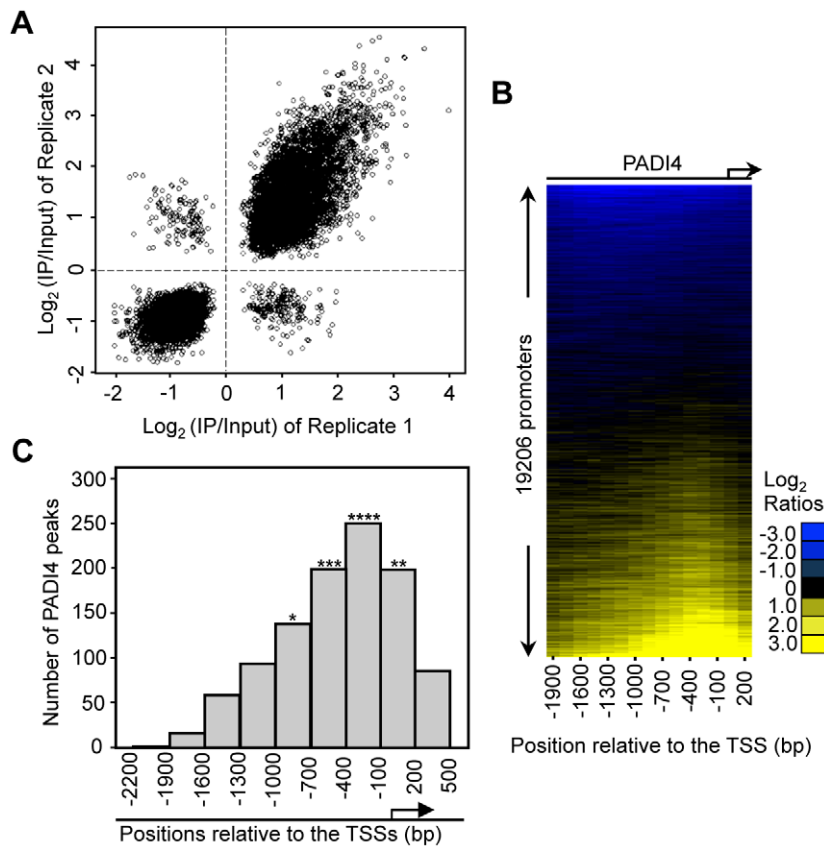 A
Log2 (IP/Input) of Replicate 2
4
3
2
1
0
-1
-2
-2 -1 0 1 2 3 4
Log2 (IP/Input) of Replicate 1
B
PADI4
19206 promoters
Log2
Ratios
-3.0
-2.0
-1.0
0
1.0
2.0
3.0
-1900 -1600 -1300 -1000 -700 -400 -100 200
Position relative to the TSS (bp)
C
Number of PADI4 peaks
300
250
200
150
100
50
0
* *** **** **
-2200 -1900 -1600 -1300 -1000 -700 -400 -100 200 500
Positions relative to the TSSs (bp)